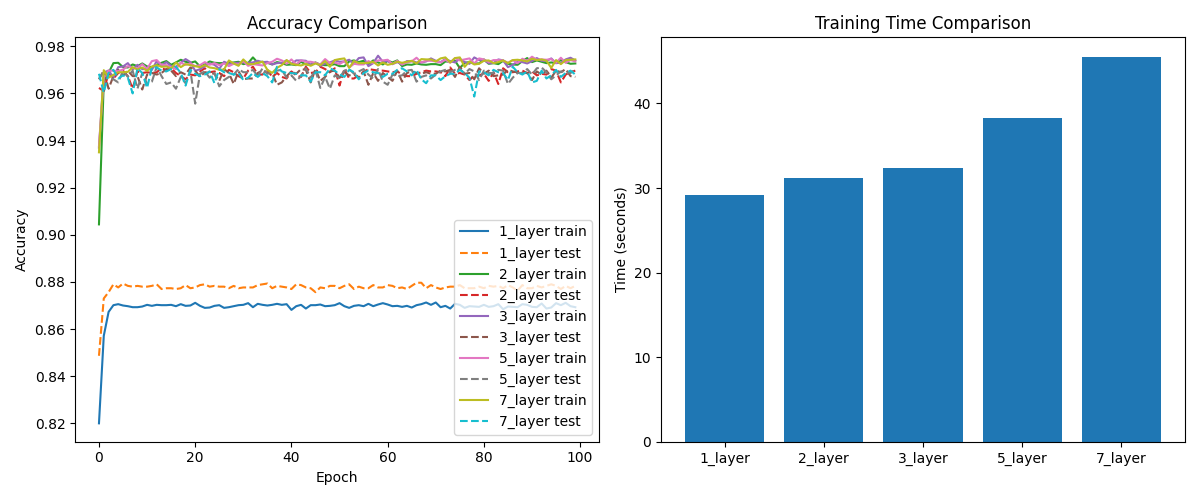 Accuracy Comparison
0.98
0.96
0.94
0.92
0.90
0.88
0.86
0.84
0.82
Accuracy
0 20 40 60 80 100
Epoch
1_layer train
1_layer test
2_layer train
2_layer test
3_layer train
3_layer test
5_layer train
5_layer test
7_layer train
7_layer test
Training Time Comparison
40
30
20
10
0
Time (seconds)
1_layer 2_layer 3_layer 5_layer 7_layer